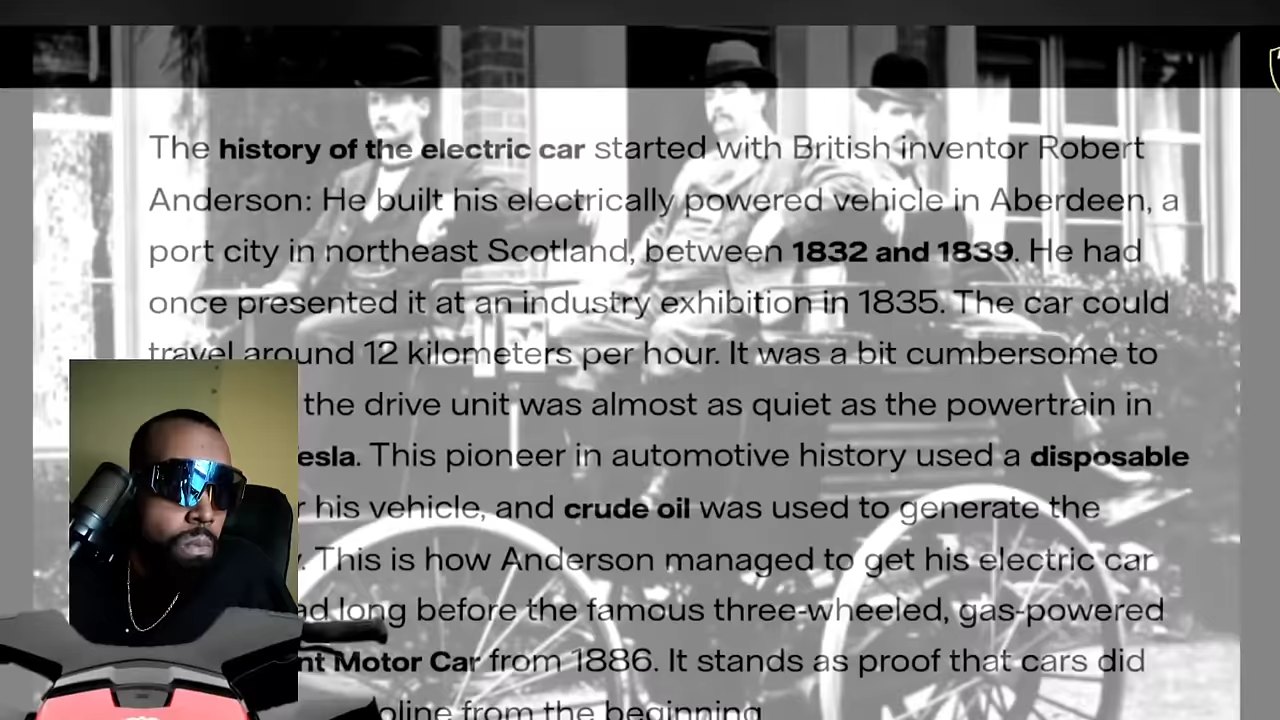 The history of the electric car started with British inventor Robert
Anderson: He built his electrically powered vehicle in Aberdeen, a
port city in northeast Scotland, between 1832 and 1839. He had
once presented it at an industry exhibition in 1835. The car could
travel around 12 kilometers per hour. It was a bit cumbersome to
the drive unit was almost as quiet as the powertrain in
esla. This pioneer in automotive history used a disposable
r his vehicle, and crude oil was used to generate the
. This is how Anderson managed to get his electric car
ad long before the famous three-wheeled, gas-powered
nt Motor Car from 1886. It stands as proof that cars did
oline from the beginning